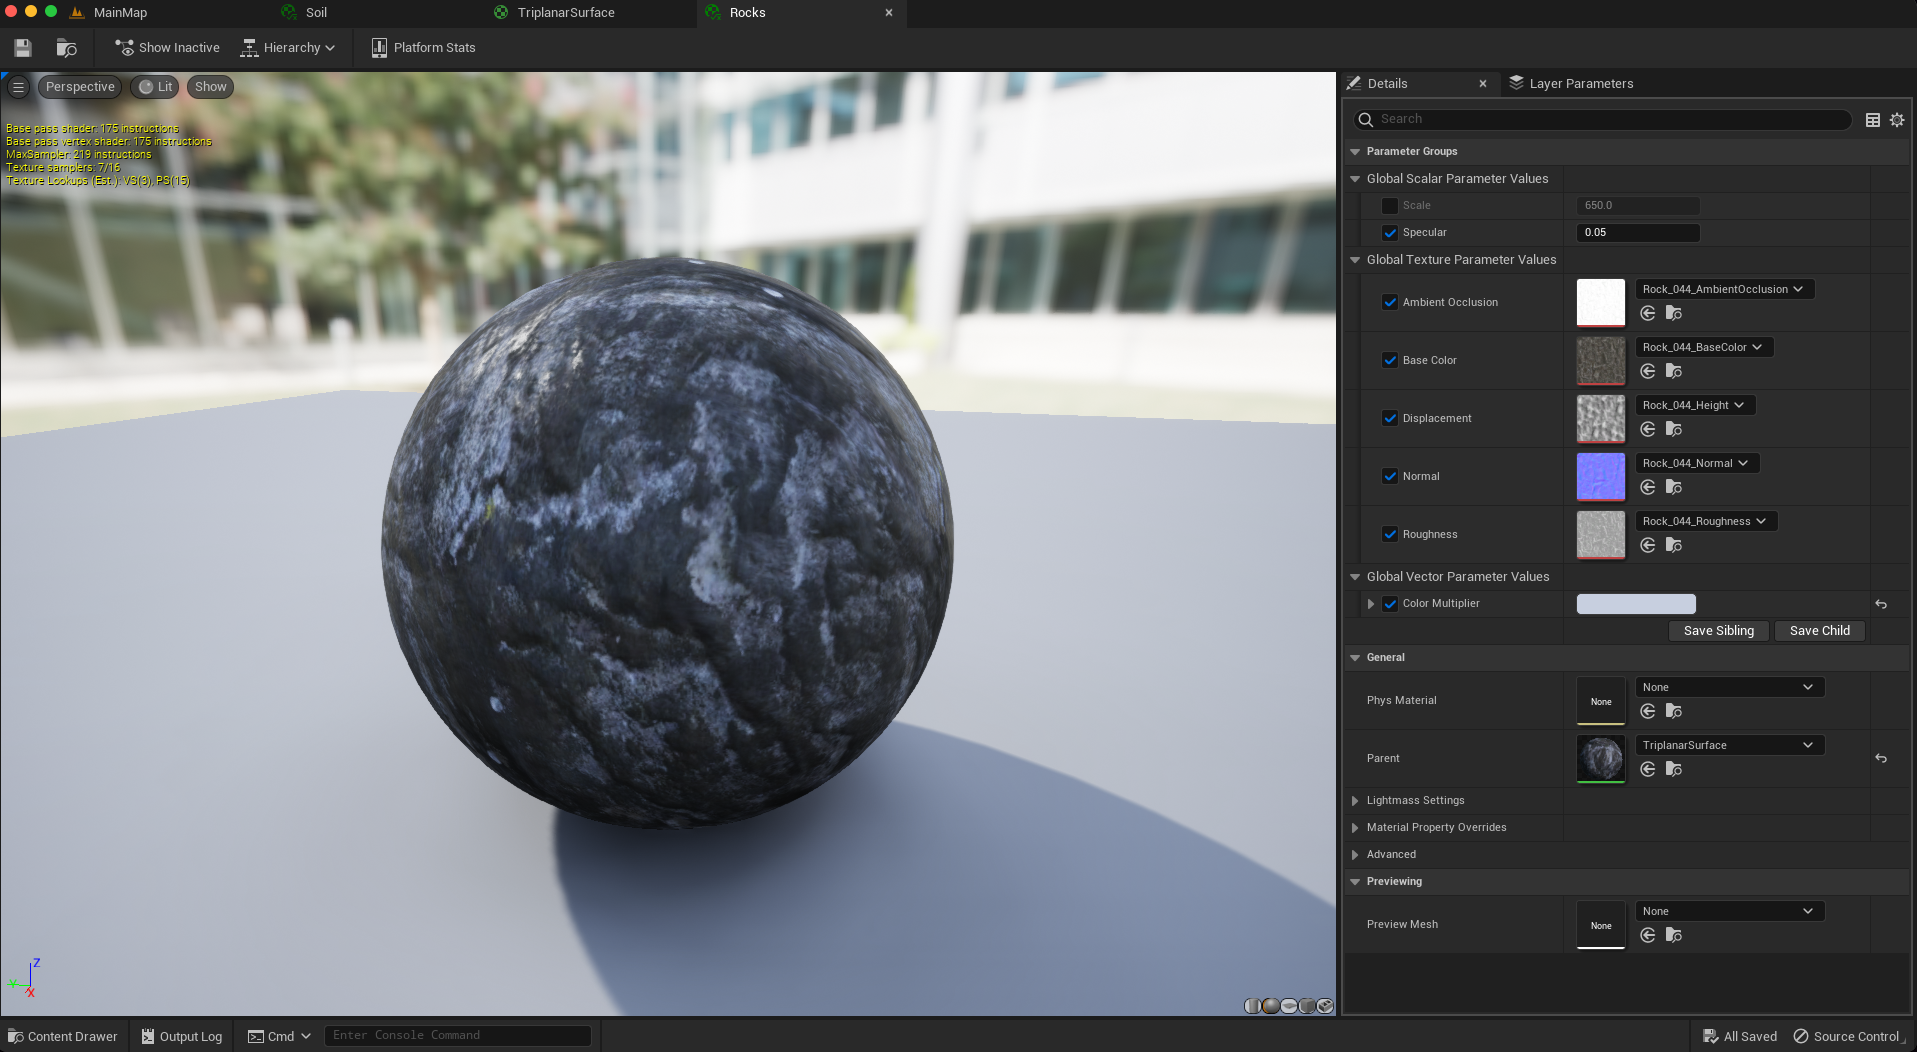 MainMap
Soil
TriplanarSurface
Rocks
Show Inactive
Hierarchy
Platform Stats
Perspective
Lit
Show
Base pass shader: 175 instructions
Base pass vertex shader: 175 instructions
MaxSampler: 219 instructions
Texture samplers: 7/16
Texture Lookups (Est.): VS(3), PS(15)
Z
Y
X
Details
Layer Parameters
Search
Parameter Groups
Global Scalar Parameter Values
Scale
650.0
Specular
0.05
Global Texture Parameter Values
Ambient Occlusion
Rock_044_AmbientOcclusion
Base Color
Rock_044_BaseColor
Displacement
Rock_044_Height
Normal
Rock_044_Normal
Roughness
Rock_044_Roughness
Global Vector Parameter Values
Color Multiplier
Save Sibling
Save Child
General
Phys Material
None
None
Parent
TriplanarSurface
Lightmass Settings
Material Property Overrides
Advanced
Previewing
Preview Mesh
None
None
Content Drawer
Output Log
Cmd
Enter Console Command
All Saved
Source Control